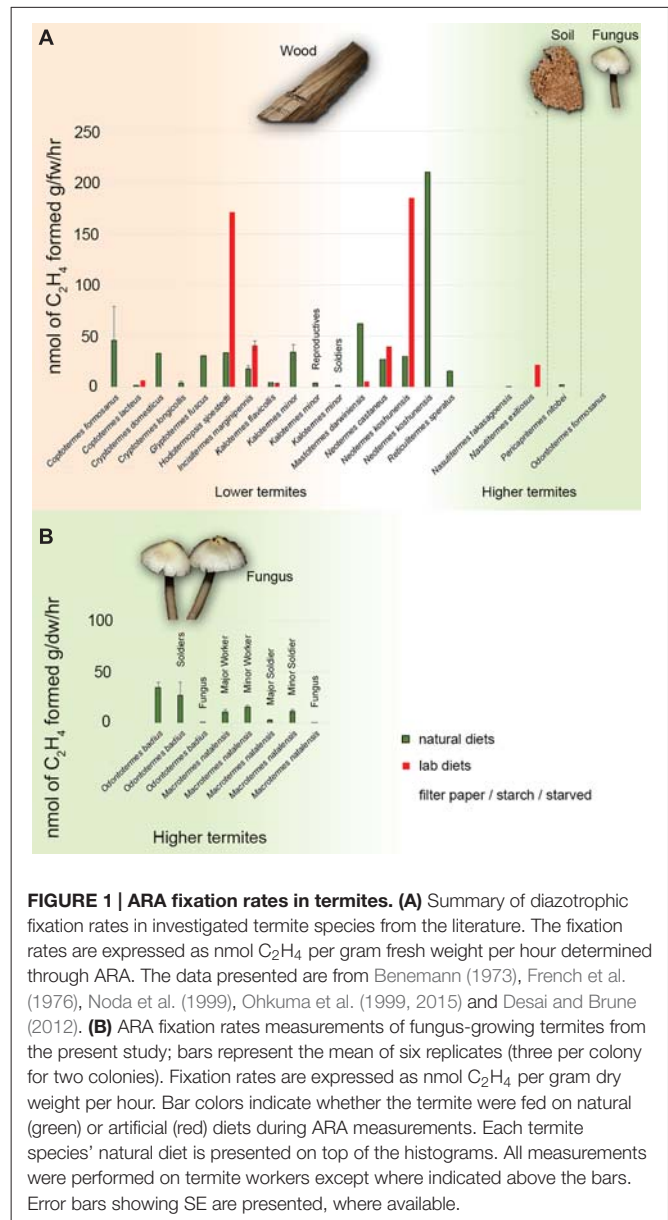 A
Wood
Soil
Fungus
nmol of C₂H₄ formed g/fw/hr
250
200
150
100
50
0
Reproductives
Soldiers
Coptotermes formosanus
Coptotermes lacteus
Cryptotermes domesticus
Cryptotermes longicollis
Glyptotermes fuscus
Hodotermopsis sjoestedti
Incisitermes marginipennis
Kalotermes flavicollis
Kalotermes minor
Kalotermes minor
Kalotermes minor
Mastotermes darwiniensis
Neotermes castaneus
Neotermes koshunensis
Neotermes koshunensis
Reticulitermes speratus
Nasutitermes takasagoensis
Nasutitermes exitiosus
Pericapritermes nitobei
Odontotermes formosanus
Lower termites
Higher termites
B
Fungus
nmol of C₂H₄ formed g/dw/hr
100
50
0
Soldiers
Fungus
Major Worker
Minor Worker
Major Soldier
Minor Soldier
Fungus
Odontotermes badius
Odontotermes badius
Odontotermes badius
Macrotermes natalensis
Macrotermes natalensis
Macrotermes natalensis
Macrotermes natalensis
Macrotermes natalensis
Higher termites
natural diets
lab diets
filter paper / starch / starved
FIGURE 1 | ARA fixation rates in termites. (A) Summary of diazotrophic
fixation rates in investigated termite species from the literature. The fixation
rates are expressed as nmol C₂H₄ per gram fresh weight per hour determined
through ARA. The data presented are from Benemann (1973), French et al.
(1976), Noda et al. (1999), Ohkuma et al. (1999, 2015) and Desai and Brune
(2012). (B) ARA fixation rates measurements of fungus-growing termites from
the present study; bars represent the mean of six replicates (three per colony
for two colonies). Fixation rates are expressed as nmol C₂H₄ per gram dry
weight per hour. Bar colors indicate whether the termite were fed on natural
(green) or artificial (red) diets during ARA measurements. Each termite
species' natural diet is presented on top of the histograms. All measurements
were performed on termite workers except where indicated above the bars.
Error bars showing SE are presented, where available.